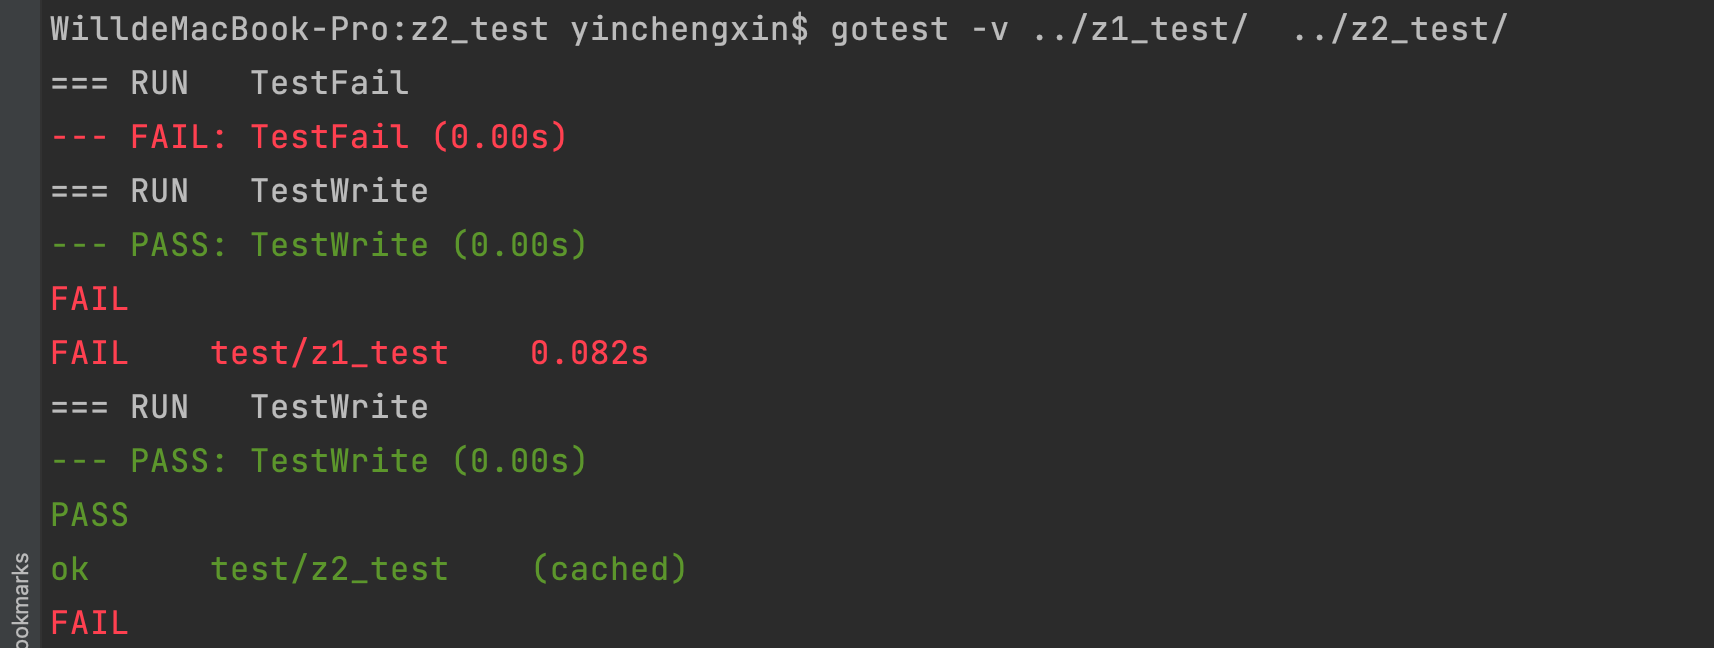 WilldeMacBook-Pro:z2_test yinchengxin$ gotest -v ../z1_test/  ../z2_test/
=== RUN   TestFail
--- FAIL: TestFail (0.00s)
=== RUN   TestWrite
--- PASS: TestWrite (0.00s)
FAIL
FAIL    test/z1_test    0.082s
=== RUN   TestWrite
--- PASS: TestWrite (0.00s)
PASS
ok      test/z2_test    (cached)
FAIL
ookmarks